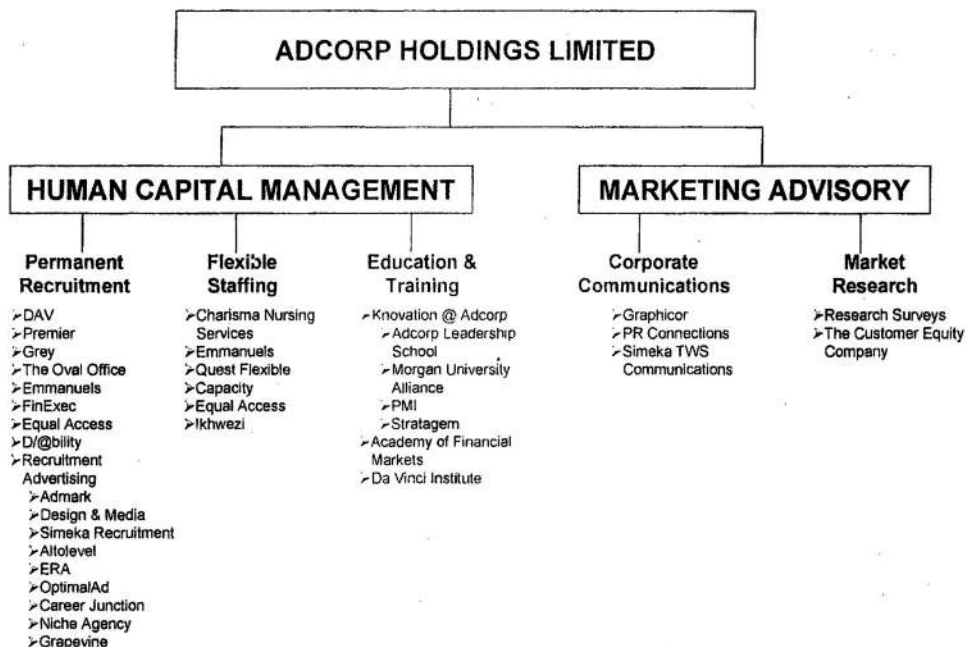 ADCORP HOLDINGS LIMITED
HUMAN CAPITAL MANAGEMENT
MARKETING ADVISORY
Permanent
Recruitment
➢DAV
➢Premier
➢Grey
➢The Oval Office
➢Emmanuels
➢FinExec
➢Equal Access
➢D/@bility
➢Recruitment
Advertising
➢Admark
➢Design & Media
➢Simeka Recruitment
➢Altolevel
➢ERA
➢OptimalAd
➢Career Junction
➢Niche Agency
➢Grapevine
Flexible
Staffing
➢Charisma Nursing
Services
➢Emmanuels
➢Quest Flexible
➢Capacity
➢Equal Access
➢Ikhwezi
Education &
Training
➢Knovation @ Adcorp
➢Adcorp Leadership
School
➢Morgan University
Alliance
➢PMI
➢Stratagem
➢Academy of Financial
Markets
➢Da Vinci Institute
Corporate
Communications
➢Graphicor
➢PR Connections
➢Simeka TWS
Communications
Market
Research
➢Research Surveys
➢The Customer Equity
Company